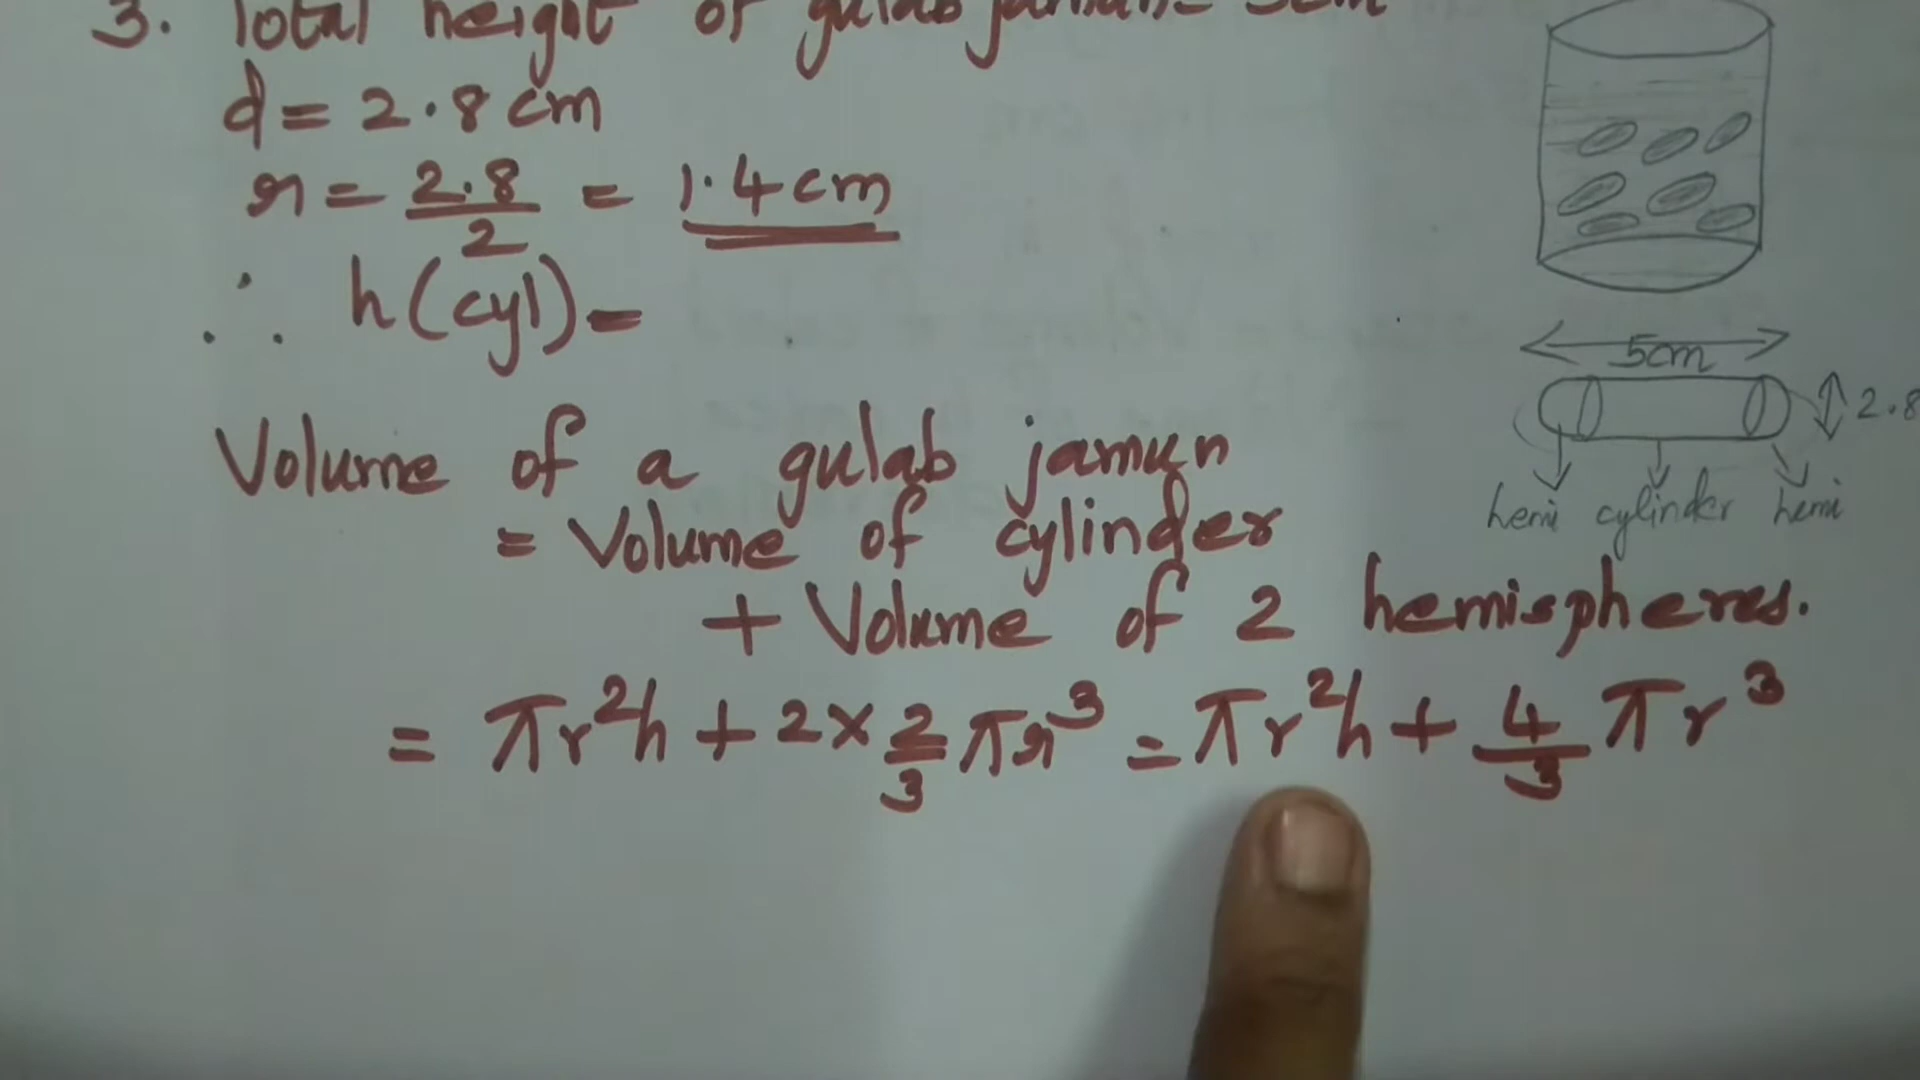 3. Total height of gulab jamun = 5cm
d = 2.8 cm
r = 2.8/2 = 1.4 cm
∴ h(cyl) =
Volume of a gulab jamun
= Volume of cylinder
+ Volume of 2 hemispheres.
= πr²h + 2 × 2/3 πr³ = πr²h + 4/3 πr³
5cm
2.8
hemi cylinder hemi